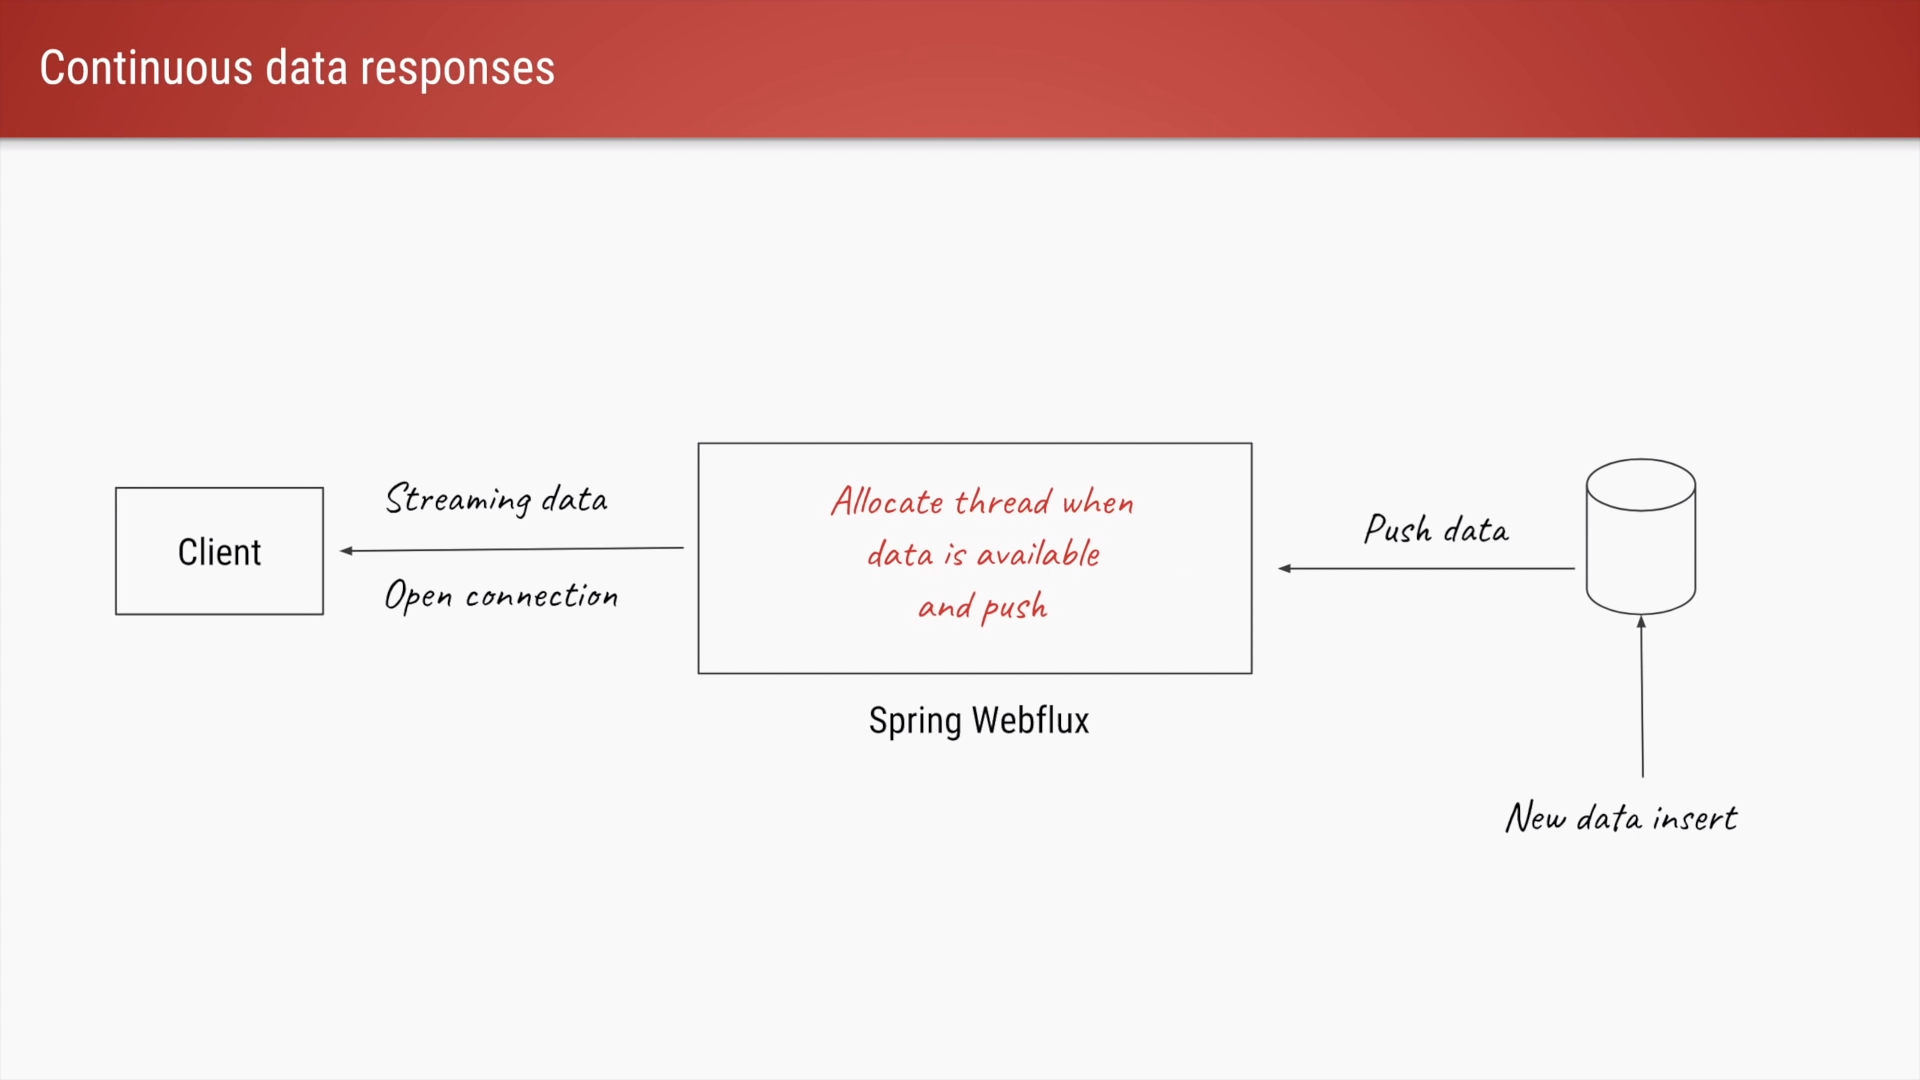 Continuous data responses
Client
Streaming data
Open connection
Allocate thread when
data is available
and push
Spring Webflux
Push data
New data insert